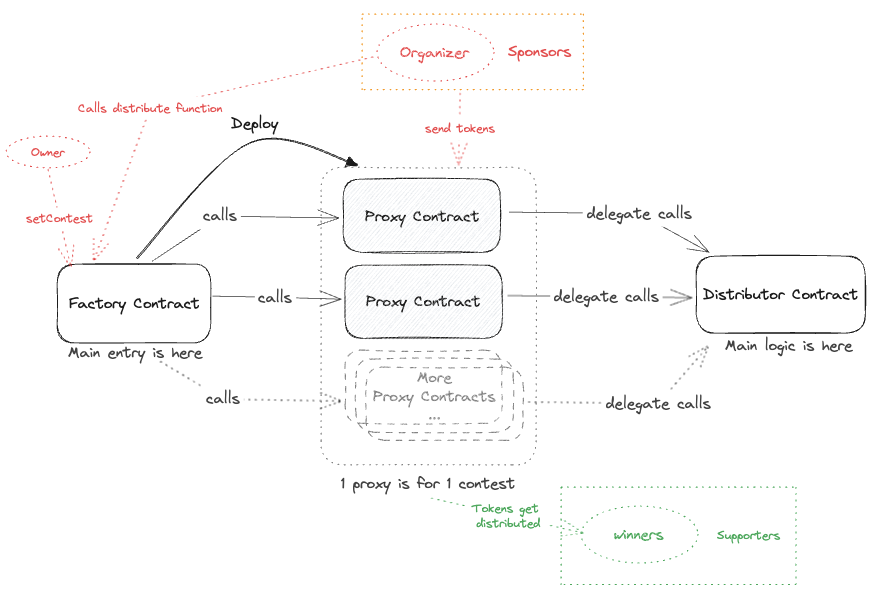 Organizer
Sponsors
Calls distribute function
Deploy
send tokens
Owner
setContest
calls
Proxy Contract
delegate calls
Factory Contract
calls
Proxy Contract
delegate calls
Distributor Contract
Main entry is here
Main logic is here
More
Proxy Contracts
...
calls
delegate calls
1 proxy is for 1 contest
Tokens get
distributed
winners
Supporters